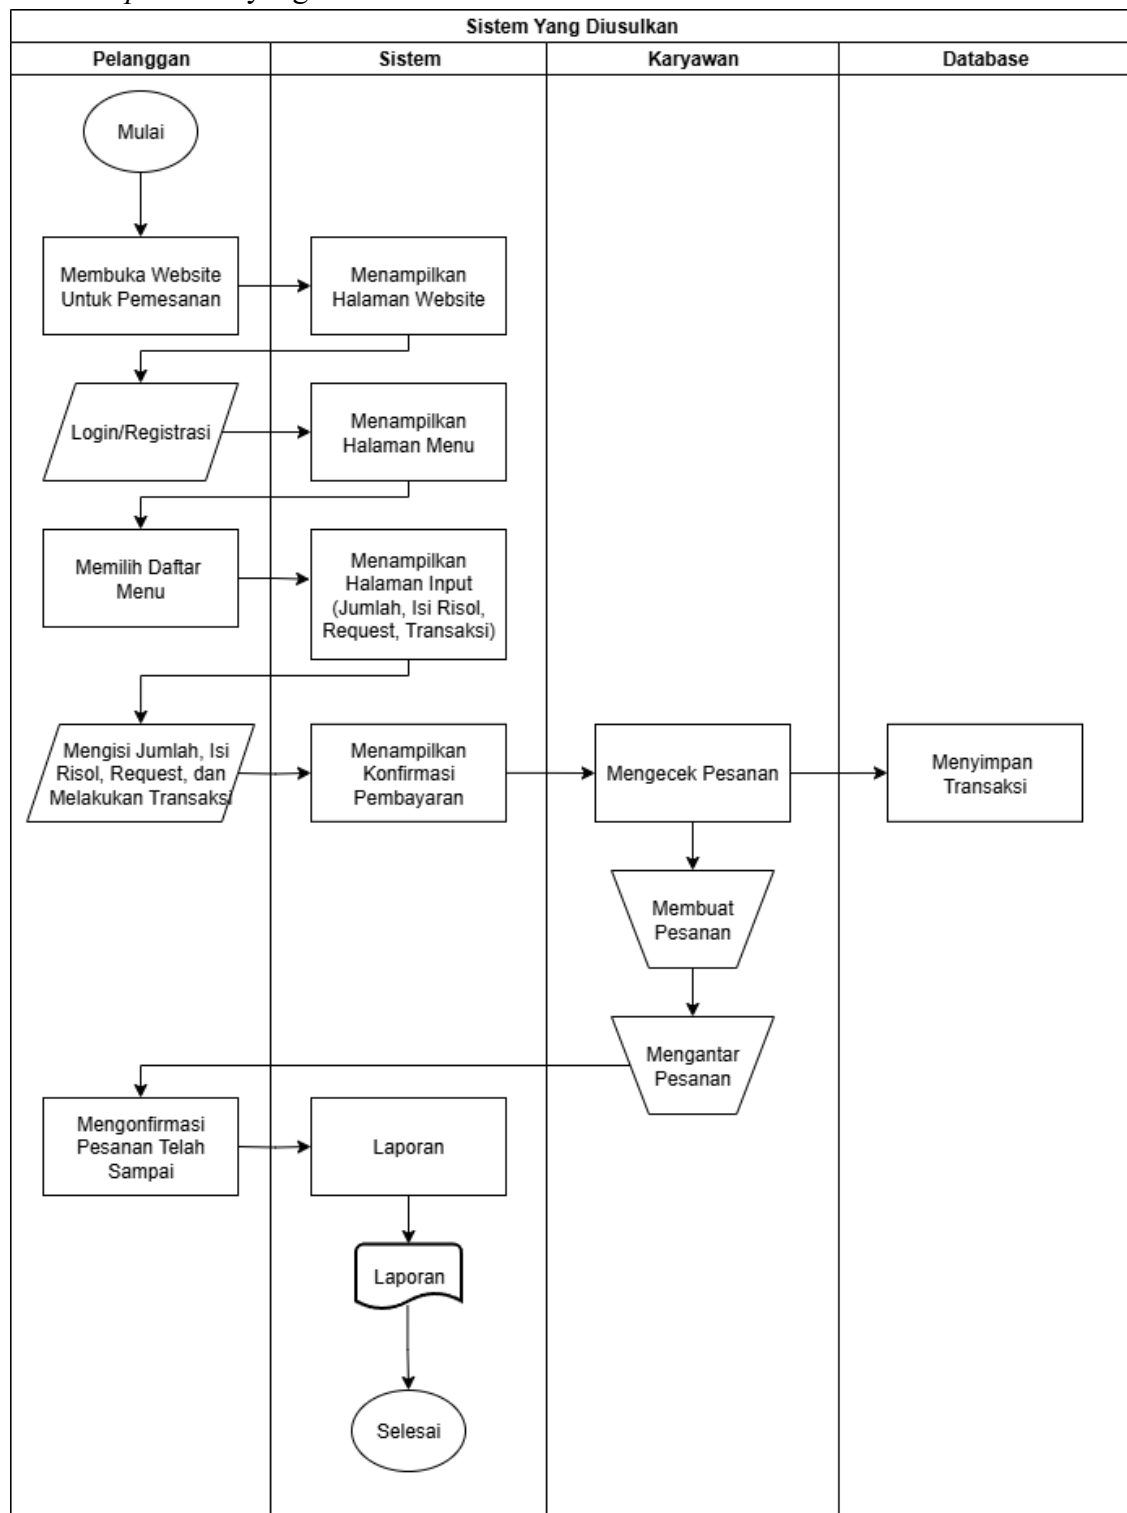 Sistem Yang Diusulkan
Pelanggan
Sistem
Karyawan
Database
Mulai
Membuka Website
Untuk Pemesanan
Menampilkan
Halaman Website
Login/Registrasi
Menampilkan
Halaman Menu
Memilih Daftar
Menu
Menampilkan
Halaman Input
(Jumlah, Isi Risol,
Request, Transaksi)
Mengisi Jumlah, Isi
Risol, Request, dan
Melakukan Transaksi
Menampilkan
Konfirmasi
Pembayaran
Mengecek Pesanan
Menyimpan
Transaksi
Membuat
Pesanan
Mengantar
Pesanan
Mengonfirmasi
Pesanan Telah
Sampai
Laporan
Laporan
Selesai